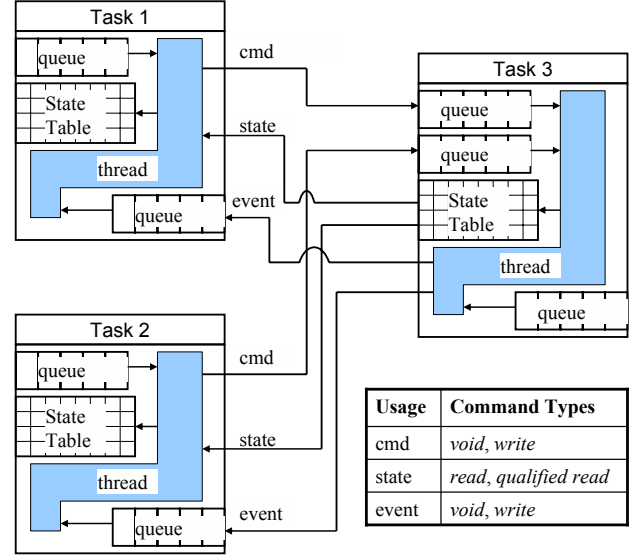 Task 1
queue
State
Table
thread
queue
cmd
state
event
Task 3
queue
queue
State
Table
thread
queue
Task 2
queue
State
Table
thread
queue
cmd
state
event
Usage Command Types
cmd void, write
state read, qualified read
event void, write